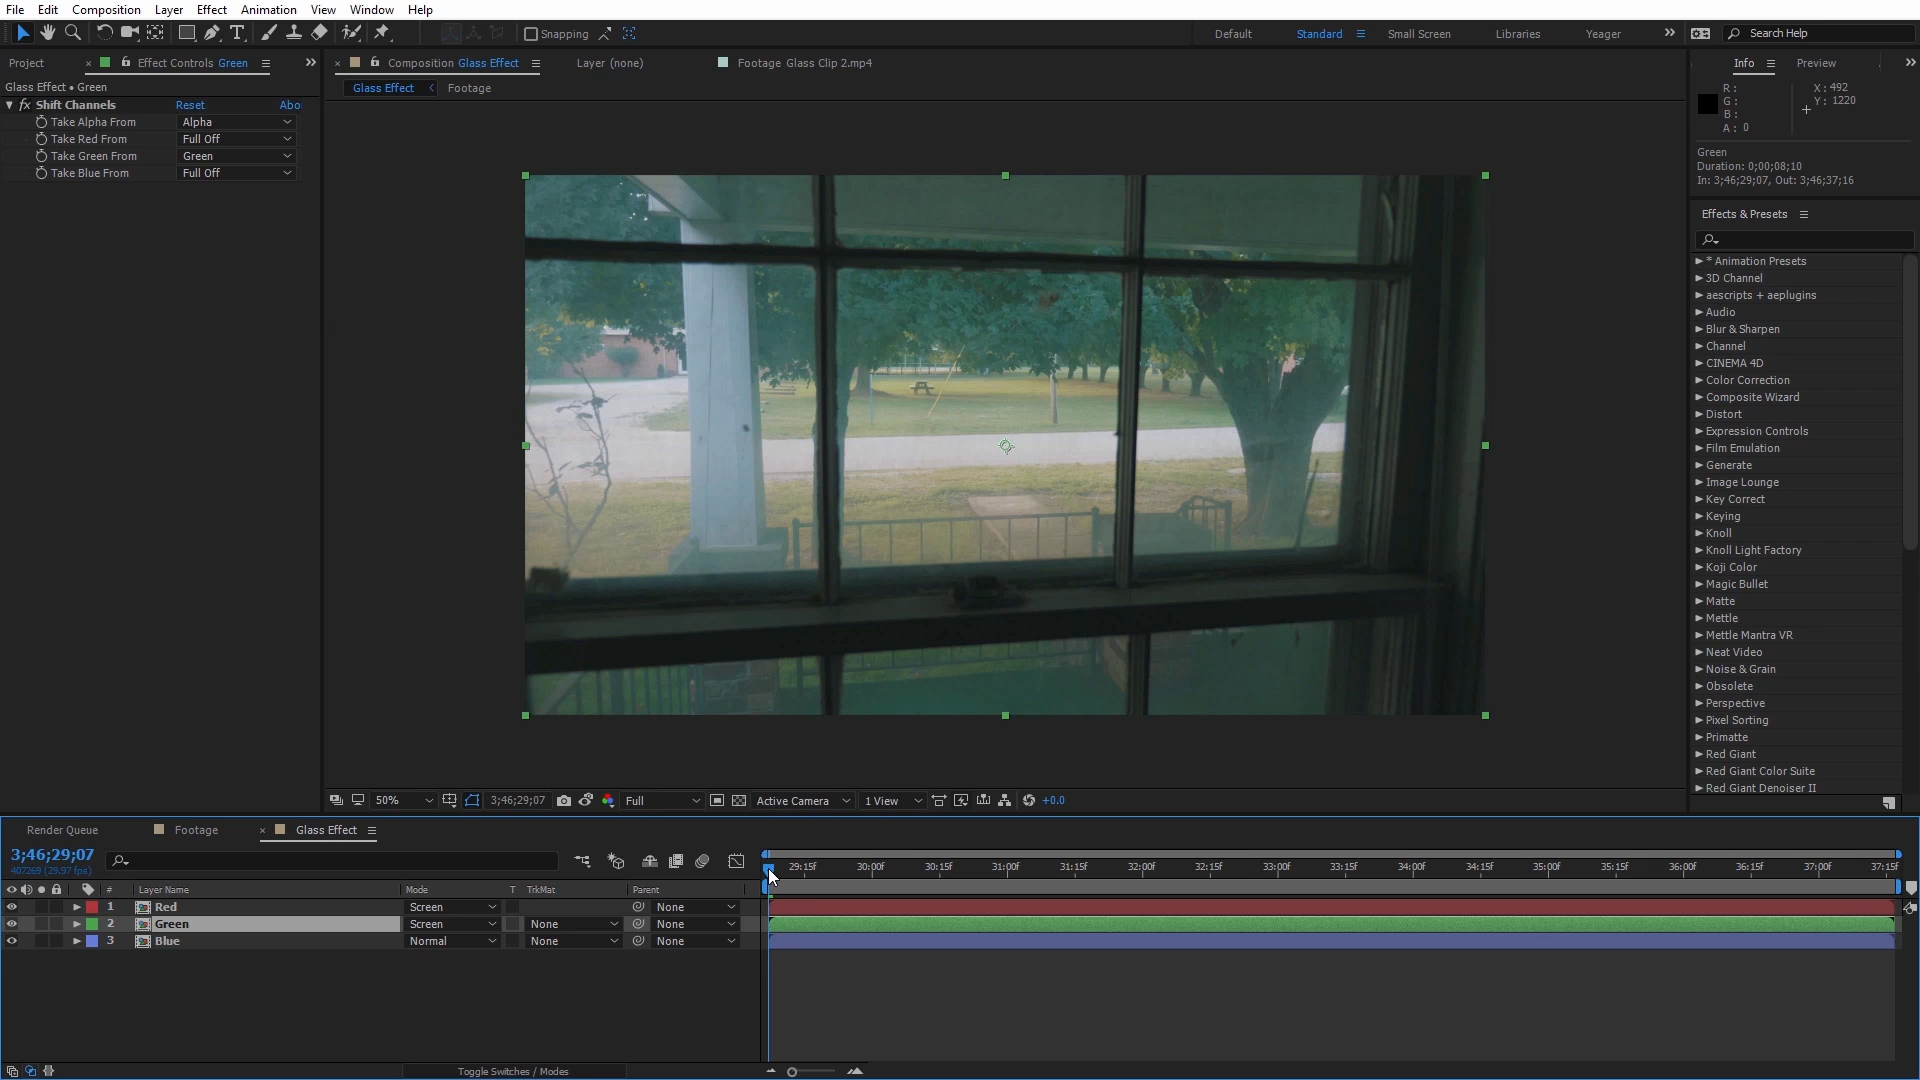 File Edit Composition Layer Effect Animation View Window Help
Snapping
Default Standard Small Screen Libraries Yeager Search Help
Project Effect Controls Green
Composition Glass Effect Layer (none) Footage Glass Clip 2.mp4
Info Preview
Glass Effect • Green
Glass Effect Footage
fx Shift Channels Reset Abo
Take Alpha From Alpha
Take Red From Full Off
Take Green From Green
Take Blue From Full Off
R :
G :
B :
A : 0
X : 492
Y : 1220
Green
Duration: 0;00;08;10
In: 3;46;29;07, Out: 3;46;37;16
Effects & Presets
* Animation Presets
3D Channel
aescripts + aeplugins
Audio
Blur & Sharpen
Channel
CINEMA 4D
Color Correction
Composite Wizard
Distort
Expression Controls
Film Emulation
Generate
Image Lounge
Key Correct
Keying
Knoll
Knoll Light Factory
Koji Color
Magic Bullet
Matte
Mettle
Mettle Mantra VR
Neat Video
Noise & Grain
Obsolete
Perspective
Pixel Sorting
Primatte
Red Giant
Red Giant Color Suite
Red Giant Denoiser II
50% 3;46;29;07 Full Active Camera 1 View +0.0
Render Queue Footage Glass Effect
3;46;29;07
407269 (29.97 fps)
29:15f 30:00f 30:15f 31:00f 31:15f 32:00f 32:15f 33:00f 33:15f 34:00f 34:15f 35:00f 35:15f 36:00f 36:15f 37:00f 37:15f
# Layer Name Mode T TrkMat Parent
1 Red Screen None
2 Green Screen None None
3 Blue Normal None None
Toggle Switches / Modes